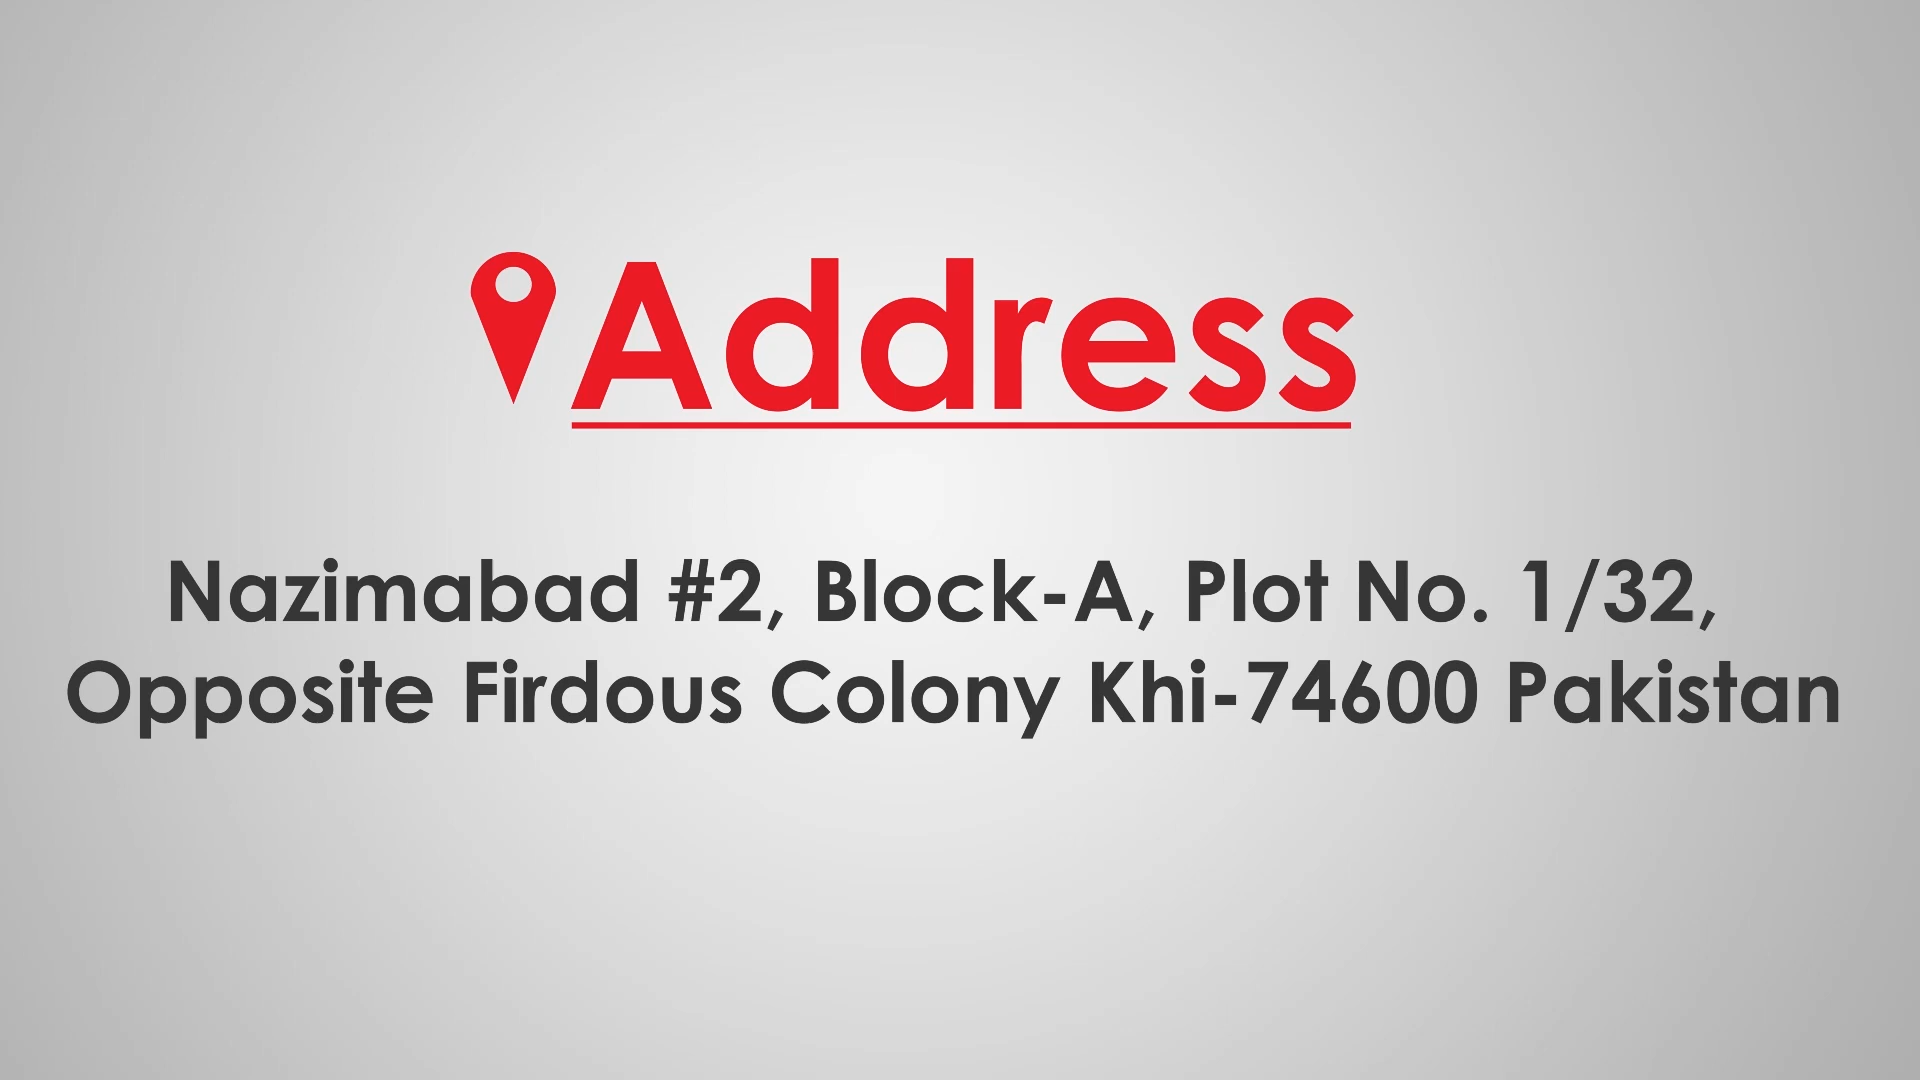 Address
Nazimabad #2, Block-A, Plot No. 1/32,
Opposite Firdous Colony Khi-74600 Pakistan